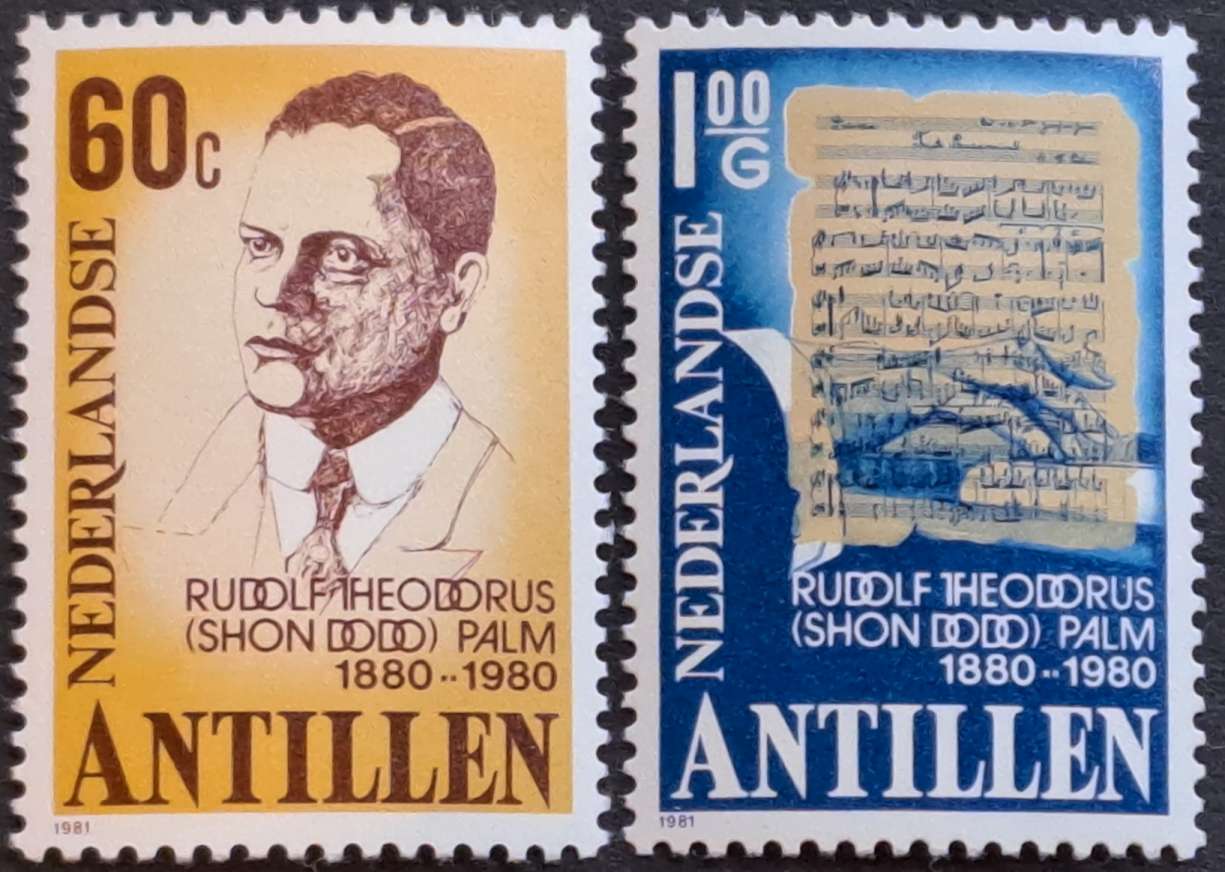 60c
NEDERLANDSE
RUDOLF THEODORUS
(SHON DODO) PALM
1880··1980
ANTILLEN
1981
1 00
G
NEDERLANDSE
RUDOLF THEODORUS
(SHON DODO) PALM
1880··1980
ANTILLEN
1981